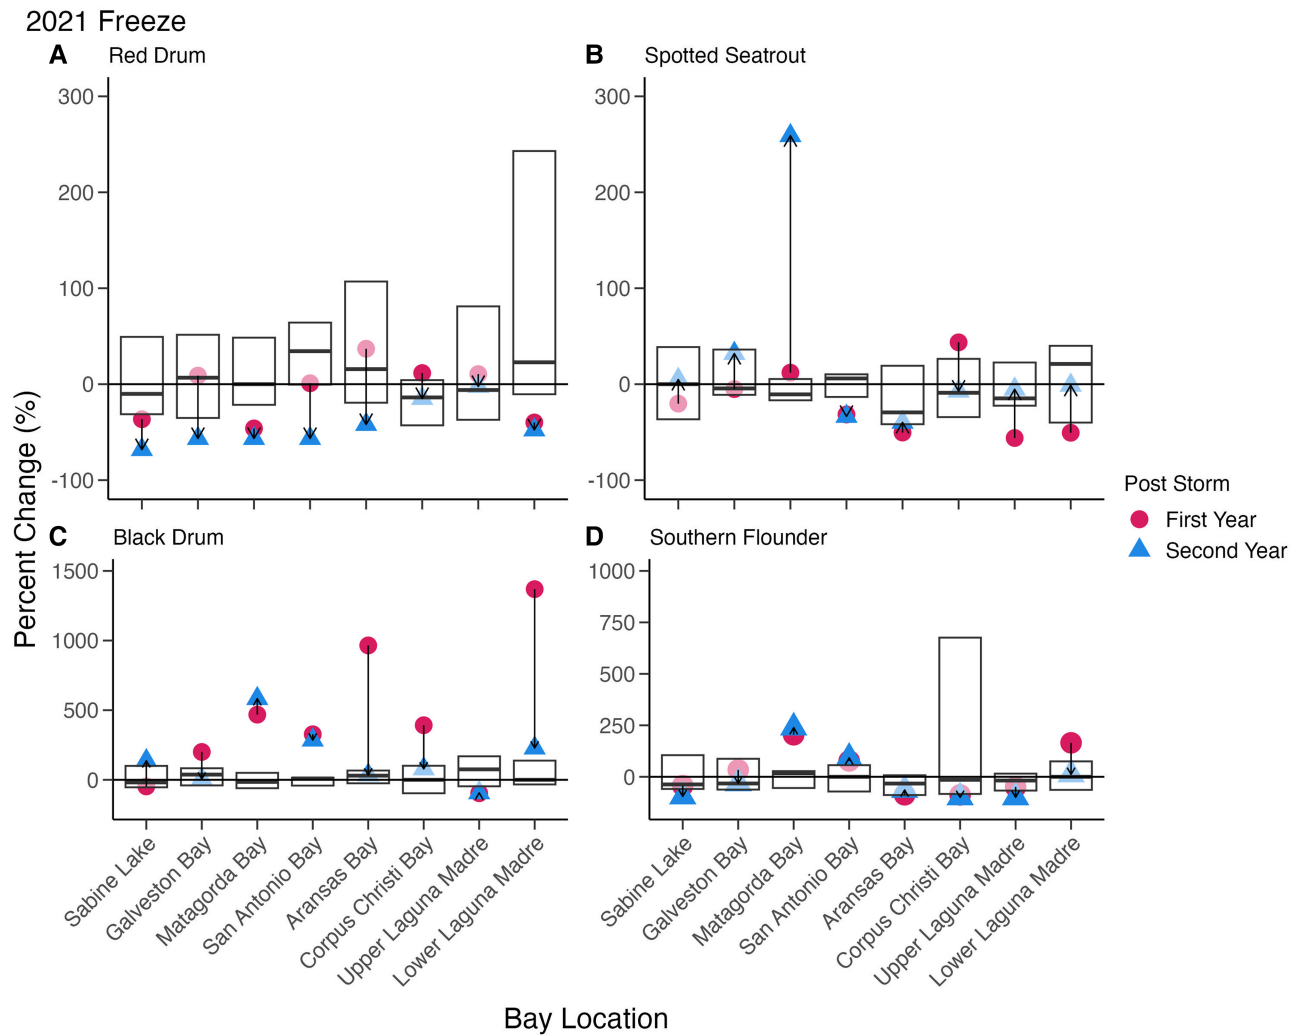 2021 Freeze
A Red Drum
B Spotted Seatrout
300
200
100
0
-100
300
200
100
0
-100
Percent Change (%)
Post Storm
First Year
Second Year
C Black Drum
D Southern Flounder
1500
1000
500
0
1000
750
500
250
0
Sabine Lake
Galveston Bay
Matagorda Bay
San Antonio Bay
Aransas Bay
Corpus Christi Bay
Upper Laguna Madre
Lower Laguna Madre
Sabine Lake
Galveston Bay
Matagorda Bay
San Antonio Bay
Aransas Bay
Corpus Christi Bay
Upper Laguna Madre
Lower Laguna Madre
Bay Location